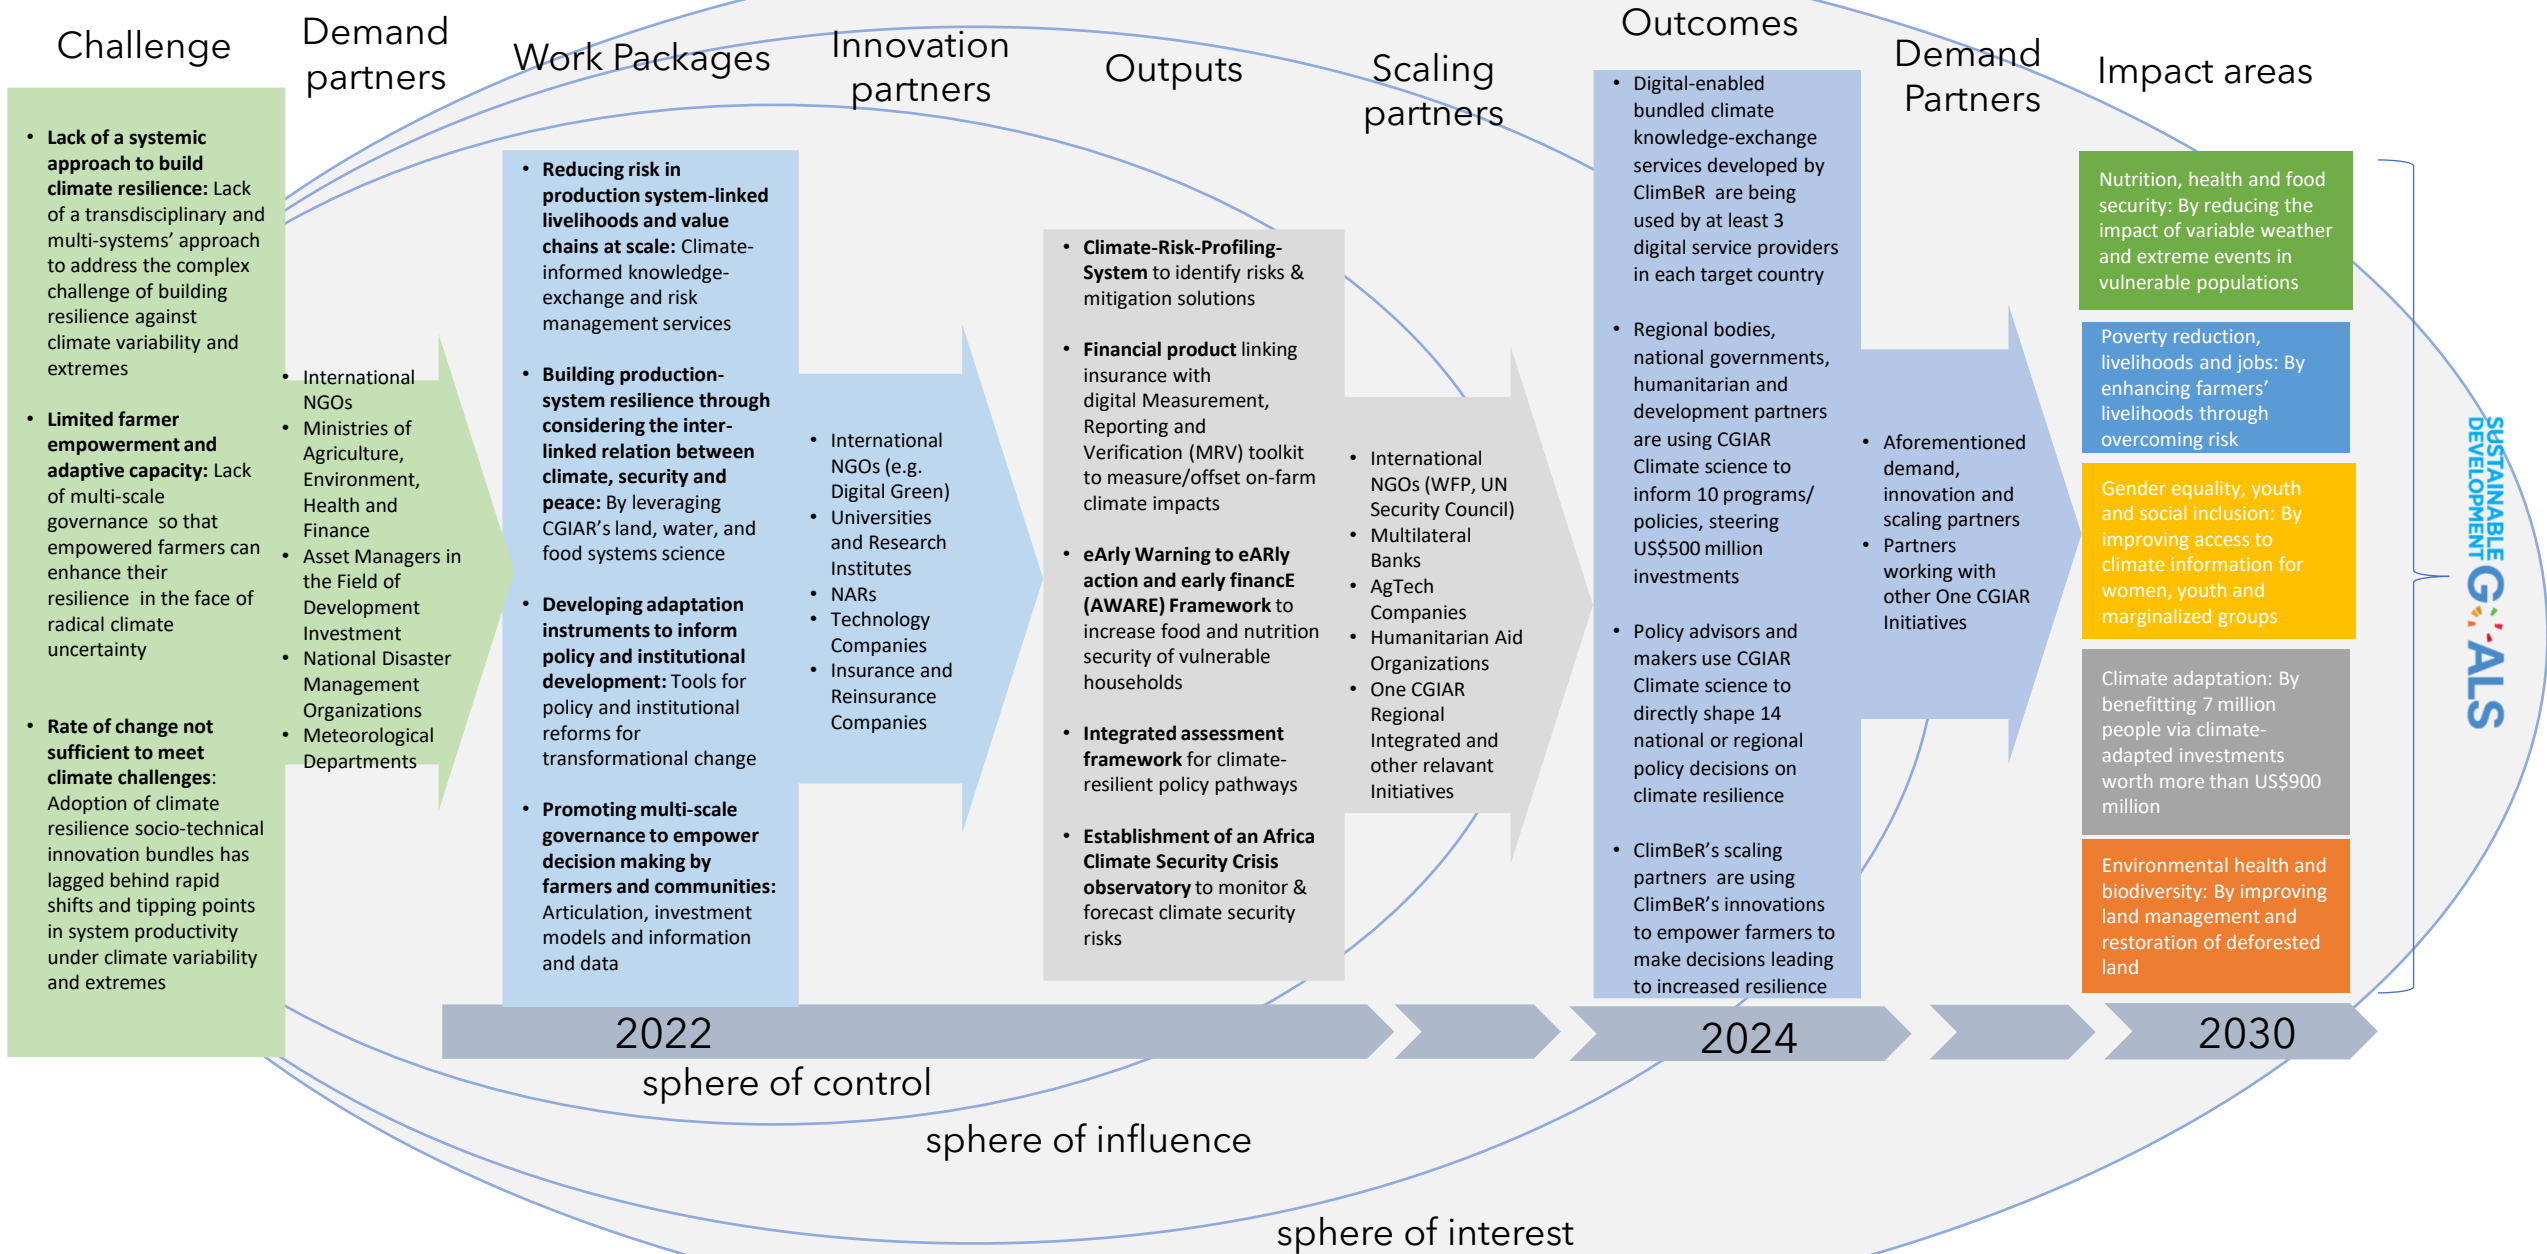 Challenge
• Lack of a systemic
approach to build
climate resilience: Lack
of a transdisciplinary and
multi-systems’ approach
to address the complex
challenge of building
resilience against
climate variability and
extremes
• Limited farmer
empowerment and
adaptive capacity: Lack
of multi-scale
governance so that
empowered farmers can
enhance their
resilience in the face of
radical climate
uncertainty
• Rate of change not
sufficient to meet
climate challenges:
Adoption of climate
resilience socio-technical
innovation bundles has
lagged behind rapid
shifts and tipping points
in system productivity
under climate variability
and extremes
Demand
partners
• International
NGOs
• Ministries of
Agriculture,
Environment,
Health and
Finance
• Asset Managers in
the Field of
Development
Investment
• National Disaster
Management
Organizations
• Meteorological
Departments
Work Packages
• Reducing risk in
production system-linked
livelihoods and value
chains at scale: Climate-
informed knowledge-
exchange and risk
management services
• Building production-
system resilience through
considering the inter-
linked relation between
climate, security and
peace: By leveraging
CGIAR’s land, water, and
food systems science
• Developing adaptation
instruments to inform
policy and institutional
development: Tools for
policy and institutional
reforms for
transformational change
• Promoting multi-scale
governance to empower
decision making by
farmers and communities:
Articulation, investment
models and information
and data
Innovation
partners
• International
NGOs (e.g.
Digital Green)
• Universities
and Research
Institutes
• NARs
• Technology
Companies
• Insurance and
Reinsurance
Companies
Outputs
• Climate-Risk-Profiling-
System to identify risks &
mitigation solutions
• Financial product linking
insurance with
digital Measurement,
Reporting and
Verification (MRV) toolkit
to measure/offset on-farm
climate impacts
• eArly Warning to eARly
action and early financE
(AWARE) Framework to
increase food and nutrition
security of vulnerable
households
• Integrated assessment
framework for climate-
resilient policy pathways
• Establishment of an Africa
Climate Security Crisis
observatory to monitor &
forecast climate security
risks
Scaling
partners
• International
NGOs (WFP, UN
Security Council)
• Multilateral
Banks
• AgTech
Companies
• Humanitarian Aid
Organizations
• One CGIAR
Regional
Integrated and
other relavant
Initiatives
Outcomes
• Digital-enabled
bundled climate
knowledge-exchange
services developed by
ClimBeR are being
used by at least 3
digital service providers
in each target country
• Regional bodies,
national governments,
humanitarian and
development partners
are using CGIAR
Climate science to
inform 10 programs/
policies, steering
US$500 million
investments
• Policy advisors and
makers use CGIAR
Climate science to
directly shape 14
national or regional
policy decisions on
climate resilience
• ClimBeR’s scaling
partners are using
ClimBeR’s innovations
to empower farmers to
make decisions leading
to increased resilience
Demand
Partners
• Aforementioned
demand,
innovation and
scaling partners
• Partners
working with
other One CGIAR
Initiatives
Impact areas
Nutrition, health and food
security: By reducing the
impact of variable weather
and extreme events in
vulnerable populations
Poverty reduction,
livelihoods and jobs: By
enhancing farmers’
livelihoods through
overcoming risk
Gender equality, youth
and social inclusion: By
improving access to
climate information for
women, youth and
marginalized groups
Climate adaptation: By
benefitting 7 million
people via climate-
adapted investments
worth more than US$900
million
Environmental health and
biodiversity: By improving
land management and
restoration of deforested
land
SUSTAINABLE
DEVELOPMENT
GOALS
2022
2024
2030
sphere of control
sphere of influence
sphere of interest